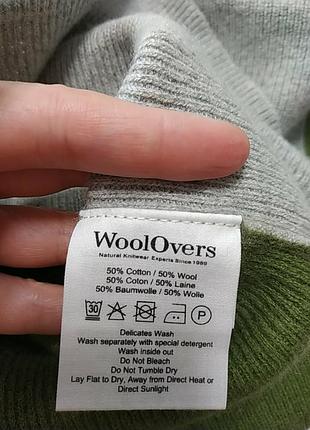 WoolOvers
Natural Knitwear Experts Since 1989
50% Cotton / 50% Wool
50% Coton / 50% Laine
50% Baumwolle / 50% Wolle
30 P
Delicates Wash
Wash separately with special detergent
Wash inside out
Do Not Bleach
Do Not Tumble Dry
Lay Flat to Dry, Away from Direct Heat or
Direct Sunlight